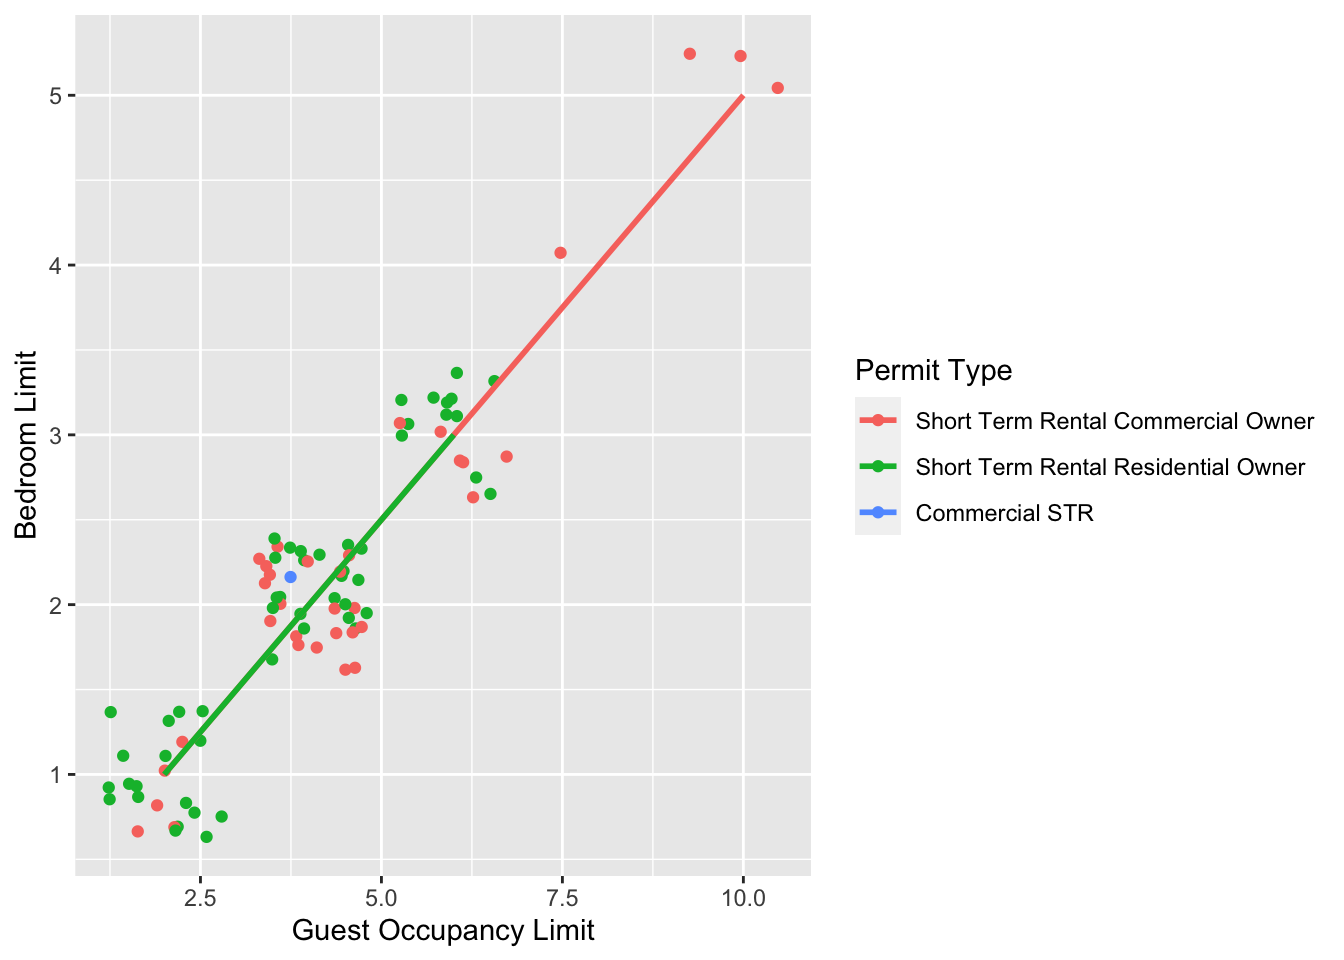 5
4
3
2
1
Bedroom Limit
2.5 5.0 7.5 10.0
Guest Occupancy Limit
Permit Type
Short Term Rental Commercial Owner
Short Term Rental Residential Owner
Commercial STR